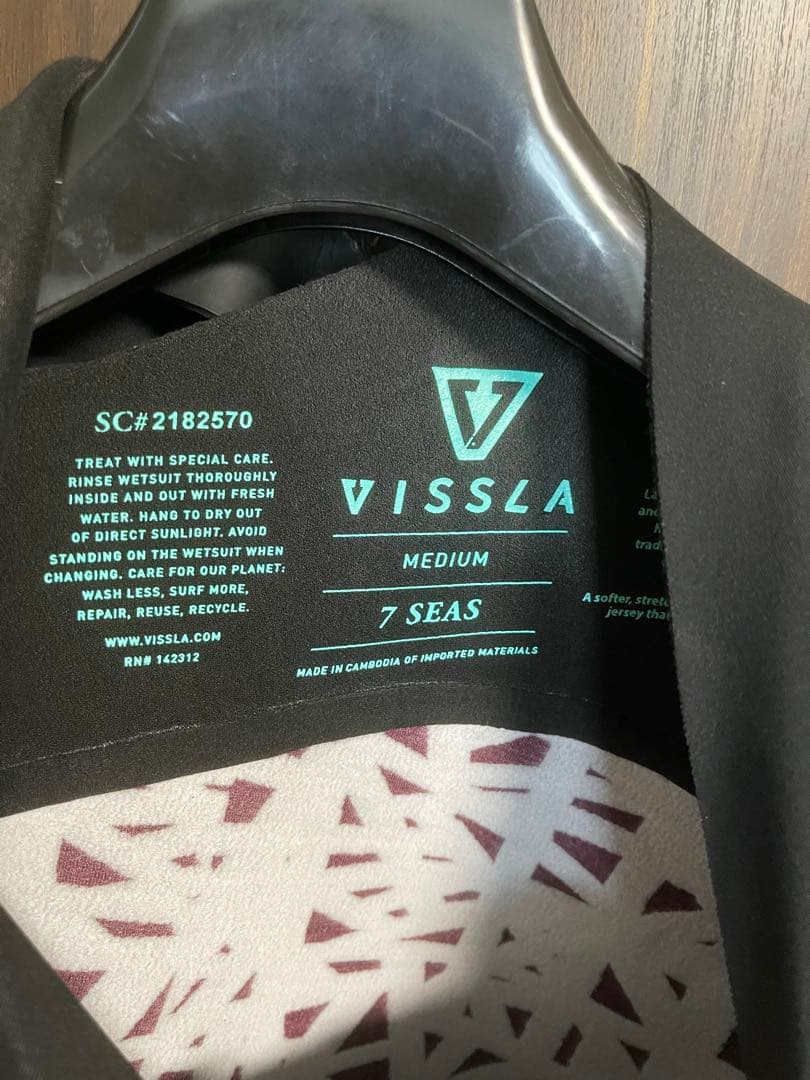 SC#2182570
TREAT WITH SPECIAL CARE.
RINSE WETSUIT THOROUGHLY
INSIDE AND OUT WITH FRESH
WATER. HANG TO DRY OUT
OF DIRECT SUNLIGHT. AVOID
STANDING ON THE WETSUIT WHEN
CHANGING. CARE FOR OUR PLANET:
WASH LESS, SURF MORE,
REPAIR, REUSE, RECYCLE.
WWW.VISSLA.COM
RN# 142312
VISSLA
MEDIUM
7 SEAS
MADE IN CAMBODIA OF IMPORTED MATERIALS
A softer,
jersey